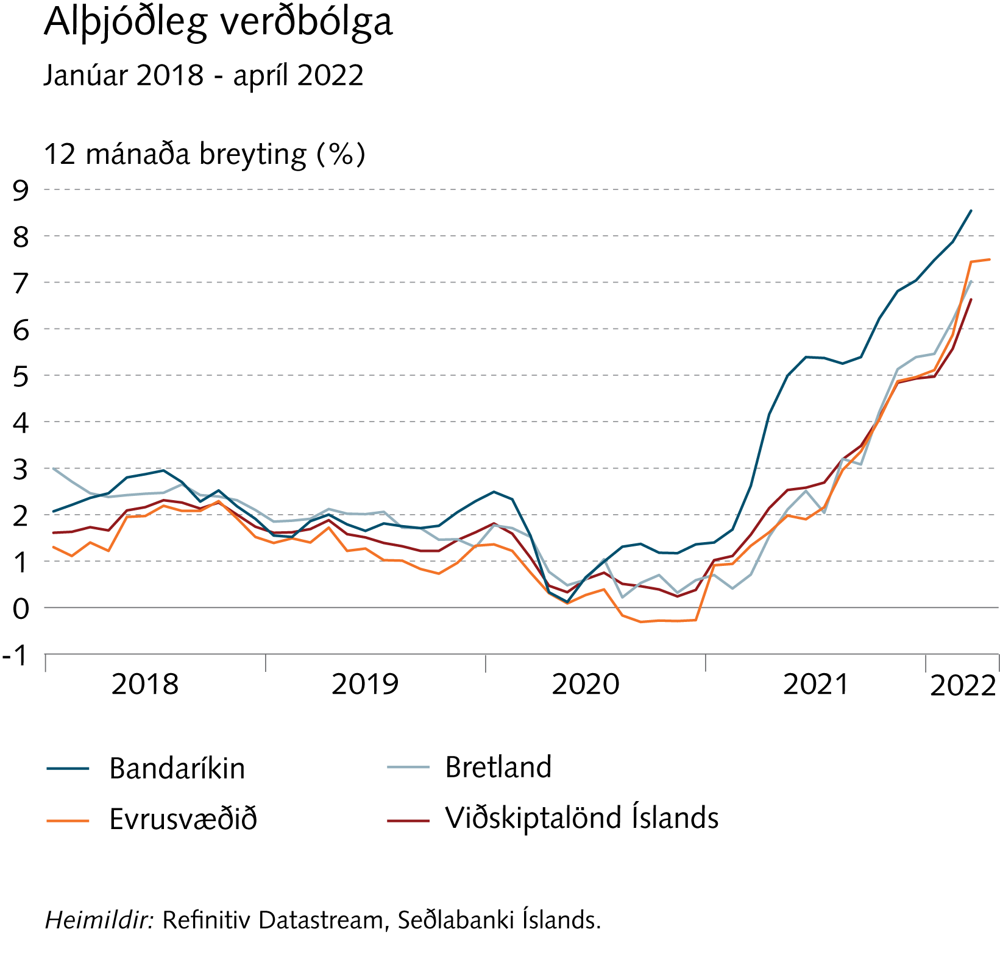 Alþjóðleg verðbólga
Janúar 2018 - apríl 2022
12 mánaða breyting (%)
9
8
7
6
5
4
3
2
1
0
-1
2018 2019 2020 2021 2022
Bandaríkin Bretland
Evrusvæðið Viðskiptalönd Íslands
Heimildir: Refinitiv Datastream, Seðlabanki Íslands.